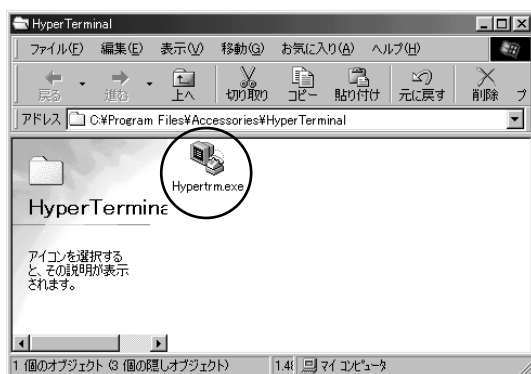 HyperTerminal
ファイル(F) 編集(E) 表示(V) 移動(G) お気に入り(A) ヘルプ(H)
戻る 進む 上へ 切り取り コピー 貼り付け 元に戻す 削除 プ
アドレス C:¥Program Files¥Accessories¥HyperTerminal
Hypertrm.exe
HyperTermina
アイコンを選択する
と、その説明が表示
されます。
1 個のオブジェクト (3 個の隠しオブジェクト) 1.4 マイ コンピュータ